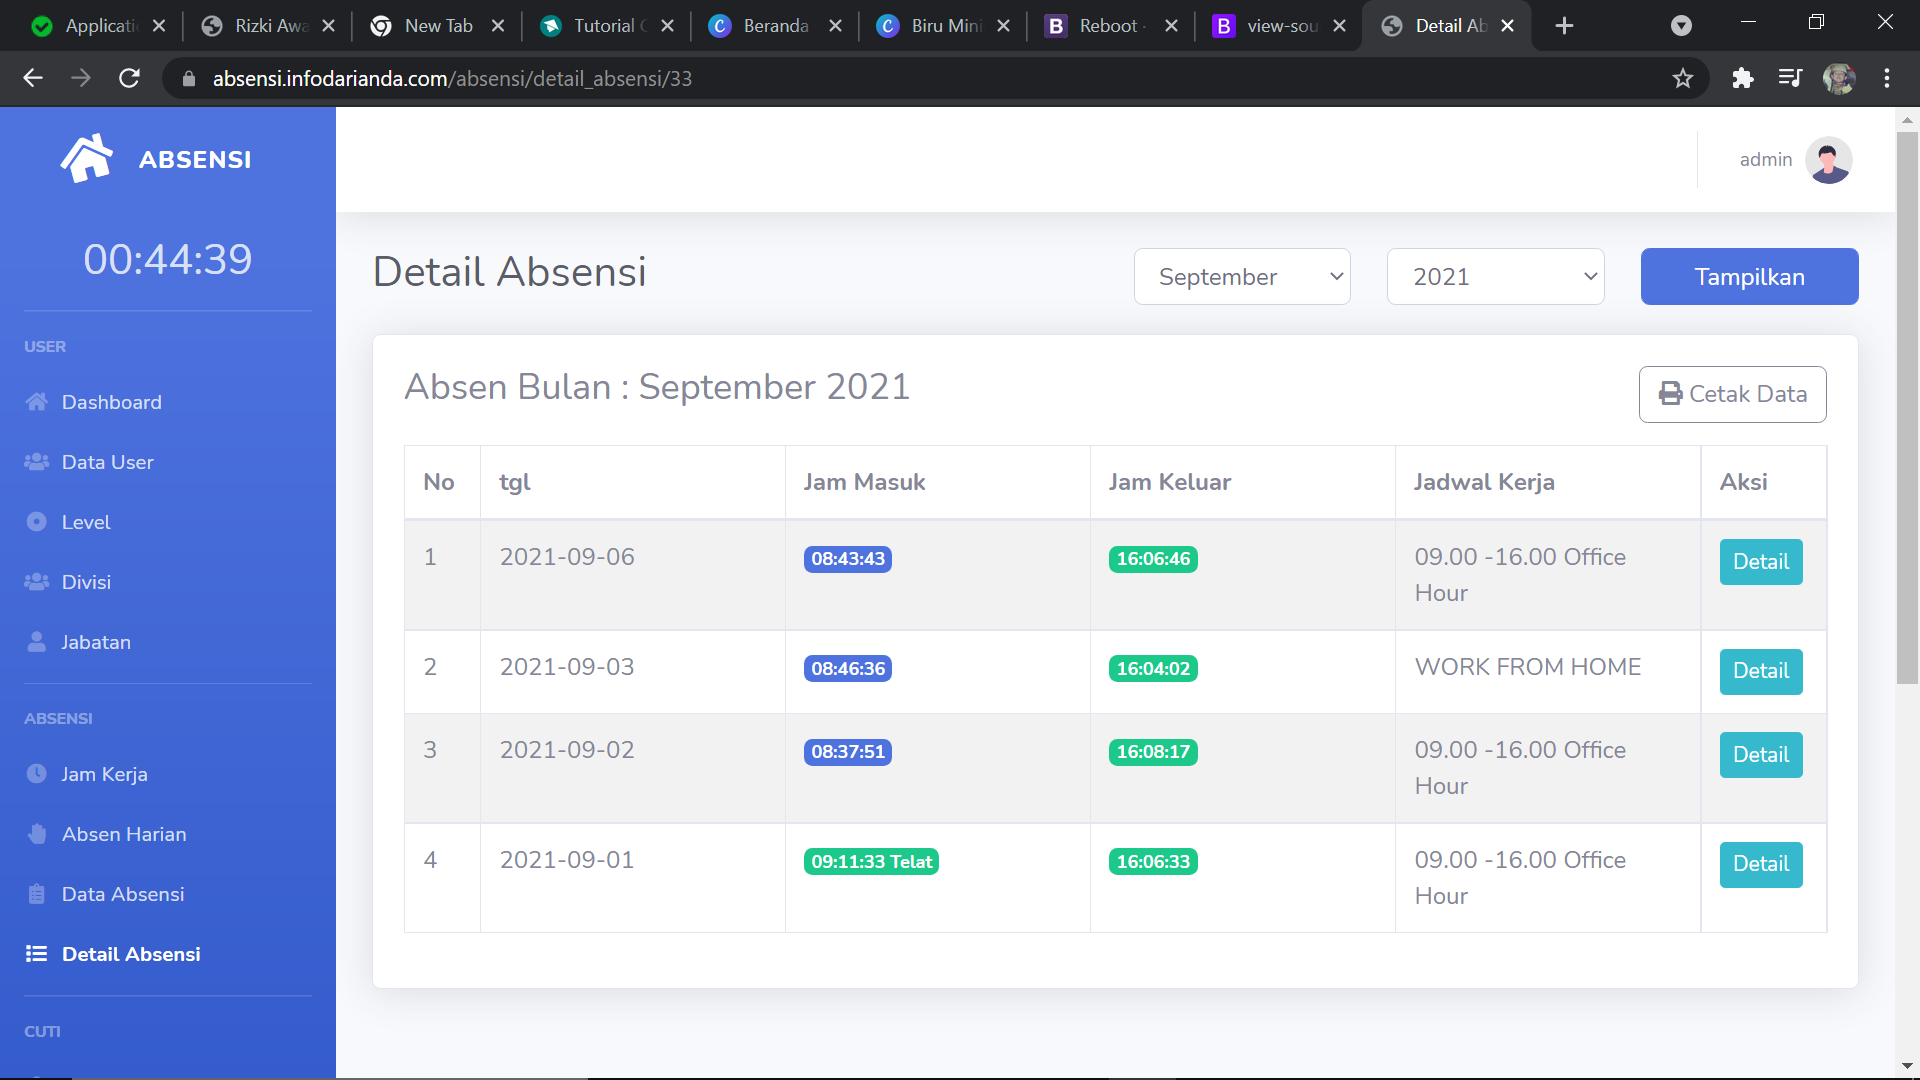 Applicati
Rizki Awa
New Tab
Tutorial
Beranda
Biru Mini
Reboot
view-sou
Detail Ab
absensi.infodarianda.com/absensi/detail_absensi/33
ABSENSI
admin
00:44:39
USER
Dashboard
Data User
Level
Divisi
Jabatan
ABSENSI
Jam Kerja
Absen Harian
Data Absensi
Detail Absensi
CUTI
Detail Absensi
September
2021
Tampilkan
Absen Bulan : September 2021
Cetak Data
No tgl Jam Masuk Jam Keluar Jadwal Kerja Aksi
1 2021-09-06 08:43:43 16:06:46 09.00 -16.00 Office Detail
Hour
2 2021-09-03 08:46:36 16:04:02 WORK FROM HOME Detail
3 2021-09-02 08:37:51 16:08:17 09.00 -16.00 Office Detail
Hour
4 2021-09-01 09:11:33 Telat 16:06:33 09.00 -16.00 Office Detail
Hour